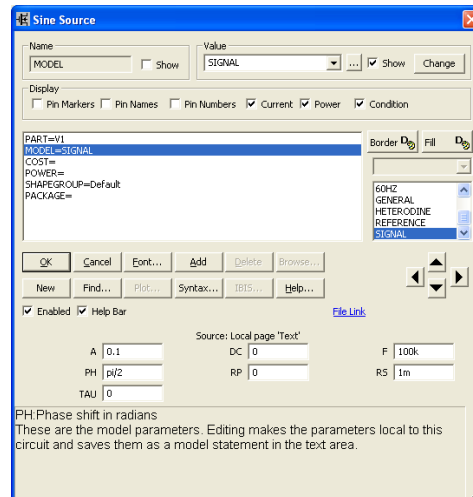 Sine Source
Name
Value
MODEL
Show
SIGNAL
...
Show
Change
Display
Pin Markers
Pin Names
Pin Numbers
Current
Power
Condition
PART=V1
MODEL=SIGNAL
COST=
POWER=
SHAPEGROUP=Default
PACKAGE=
Border
Fill
60HZ
GENERAL
HETERODINE
REFERENCE
SIGNAL
OK
Cancel
Font...
Add
Delete
Browse...
New
Find...
Plot...
Syntax...
IBIS...
Help...
Enabled
Help Bar
File Link
Source: Local page 'Text'
A 0.1
DC 0
F 100k
PH pi/2
RP 0
RS 1m
TAU 0
PH:Phase shift in radians
These are the model parameters. Editing makes the parameters local to this
circuit and saves them as a model statement in the text area.